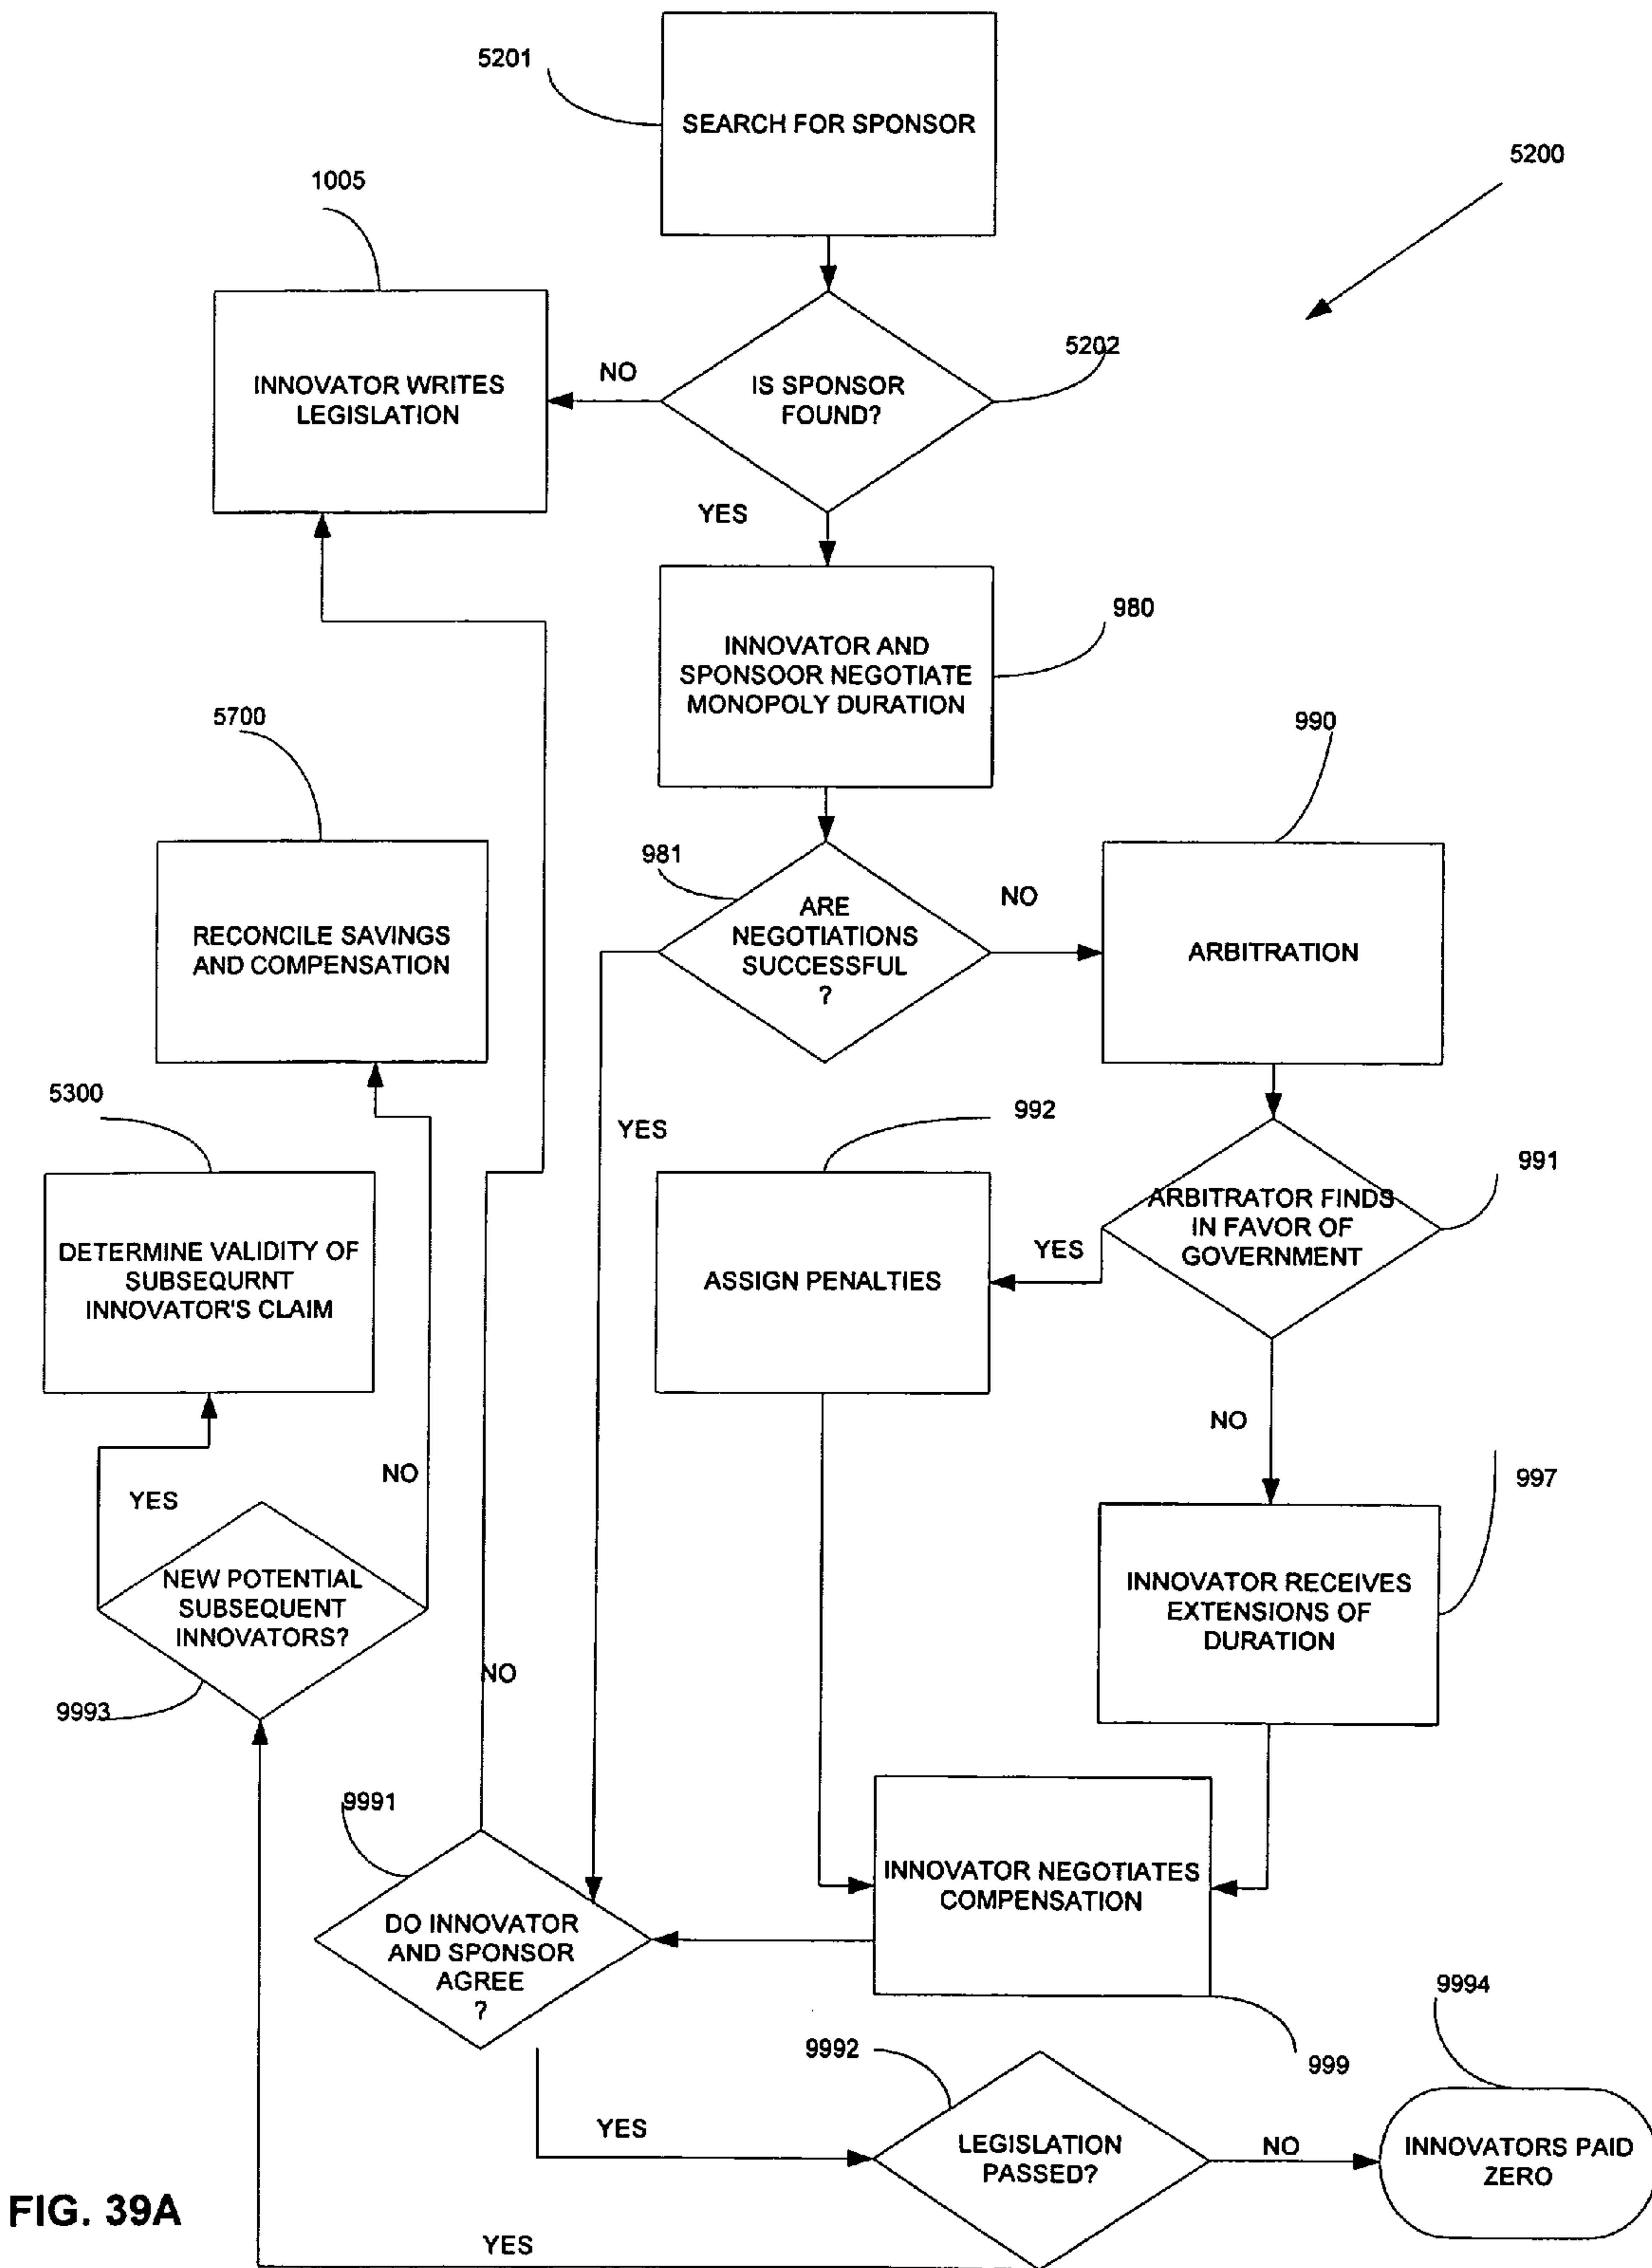 5201
SEARCH FOR SPONSOR
5200
1005
INNOVATOR WRITES
LEGISLATION
NO
IS SPONSOR
FOUND?
5202
YES
INNOVATOR AND
SPONSOOR NEGOTIATE
MONOPOLY DURATION
980
5700
990
RECONCILE SAVINGS
AND COMPENSATION
981
ARE
NEGOTIATIONS
SUCCESSFUL
?
NO
ARBITRATION
5300
YES
992
991
DETERMINE VALIDITY OF
SUBSEQURNT
INNOVATOR'S CLAIM
ASSIGN PENALTIES
YES
ARBITRATOR FINDS
IN FAVOR OF
GOVERNMENT
NO
YES
NO
997
NEW POTENTIAL
SUBSEQUENT
INNOVATORS?
INNOVATOR RECEIVES
EXTENSIONS OF
DURATION
NO
9993
9991
INNOVATOR NEGOTIATES
COMPENSATION
DO INNOVATOR
AND SPONSOR
AGREE
?
9994
9992
999
YES
LEGISLATION
PASSED?
NO
INNOVATORS PAID
ZERO
FIG. 39A
YES